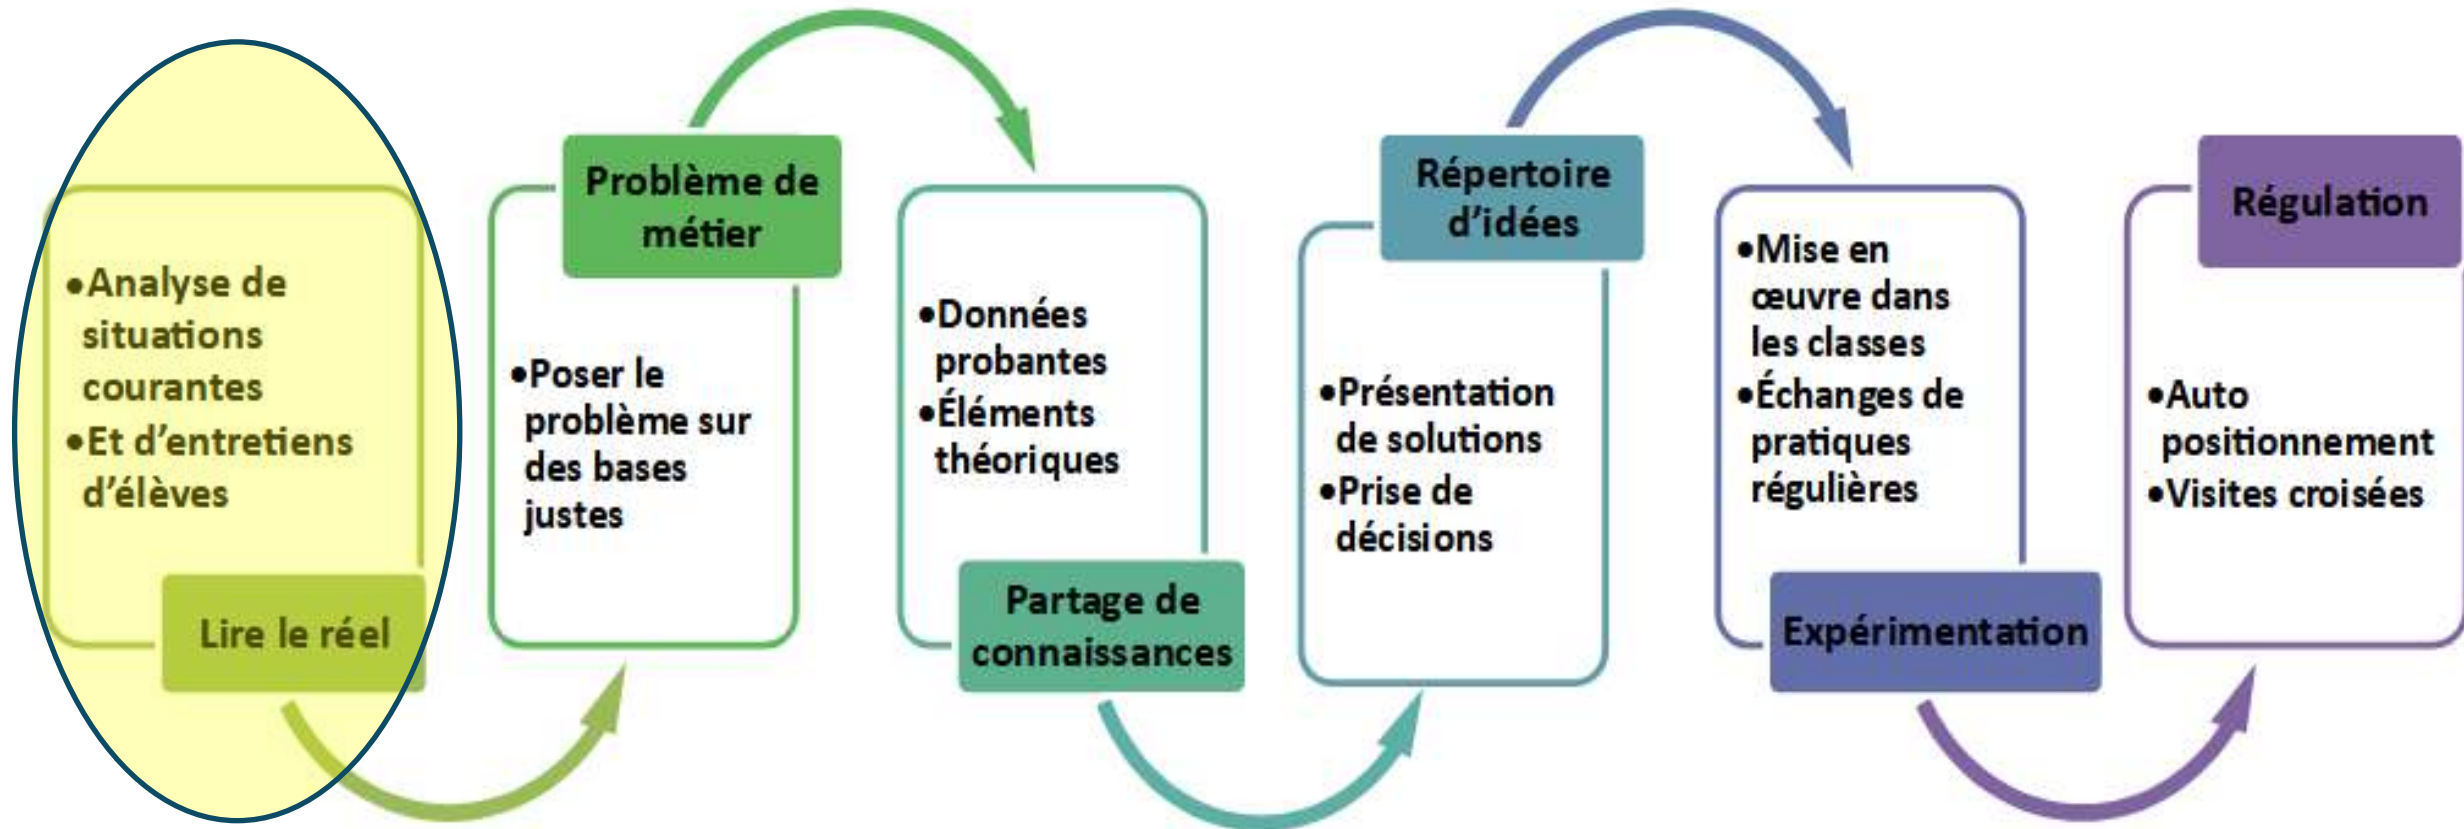 •Analyse de
situations
courantes
•Et d’entretiens
d’élèves
Lire le réel
Problème de
métier
•Poser le
problème sur
des bases
justes
•Données
probantes
•Éléments
théoriques
Partage de
connaissances
Répertoire
d’idées
•Présentation
de solutions
•Prise de
décisions
•Mise en
œuvre dans
les classes
•Échanges de
pratiques
régulières
Expérimentation
Régulation
•Auto
positionnement
•Visites croisées